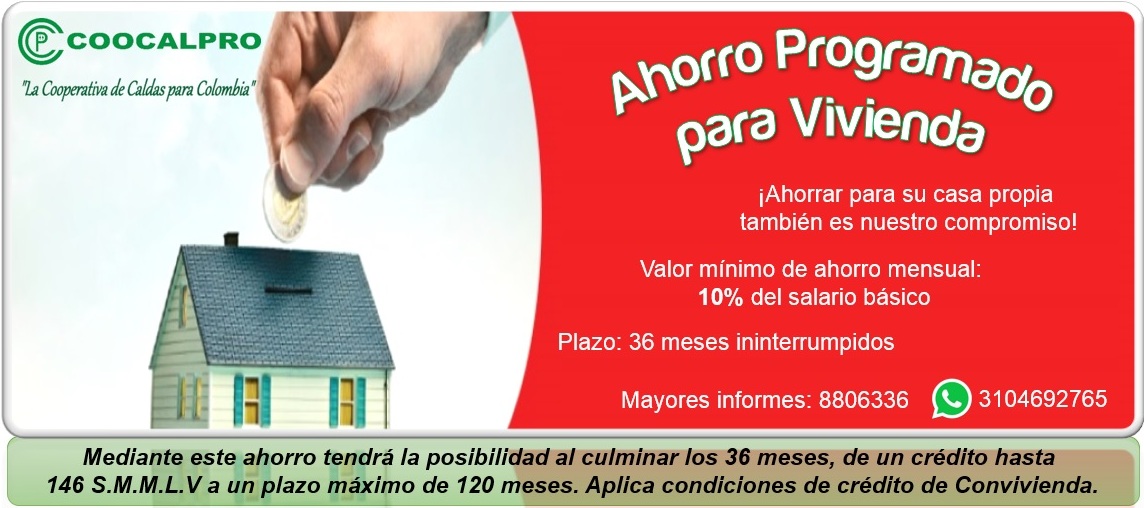 COOCALPRO
"La Cooperativa de Caldas para Colombia"
Ahorro Programado
para Vivienda
¡Ahorrar para su casa propia
también es nuestro compromiso!
Valor mínimo de ahorro mensual:
10% del salario básico
Plazo: 36 meses ininterrumpidos
Mayores informes: 8806336 3104692765
Mediante este ahorro tendrá la posibilidad al culminar los 36 meses, de un crédito hasta
146 S.M.M.L.V a un plazo máximo de 120 meses. Aplica condiciones de crédito de Convivienda.